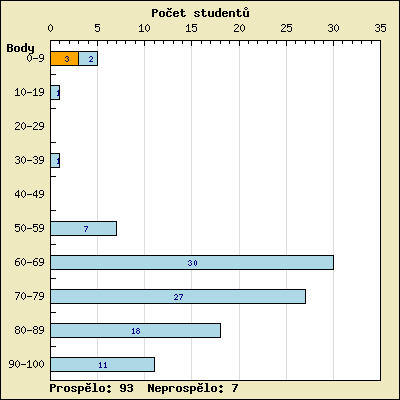 Počet studentů
0 5 10 15 20 25 30 35
Body
0-9 3 2
10-19 1
20-29
30-39 1
40-49
50-59 7
60-69 30
70-79 27
80-89 18
90-100 11
Prospělo: 93 Neprospělo: 7